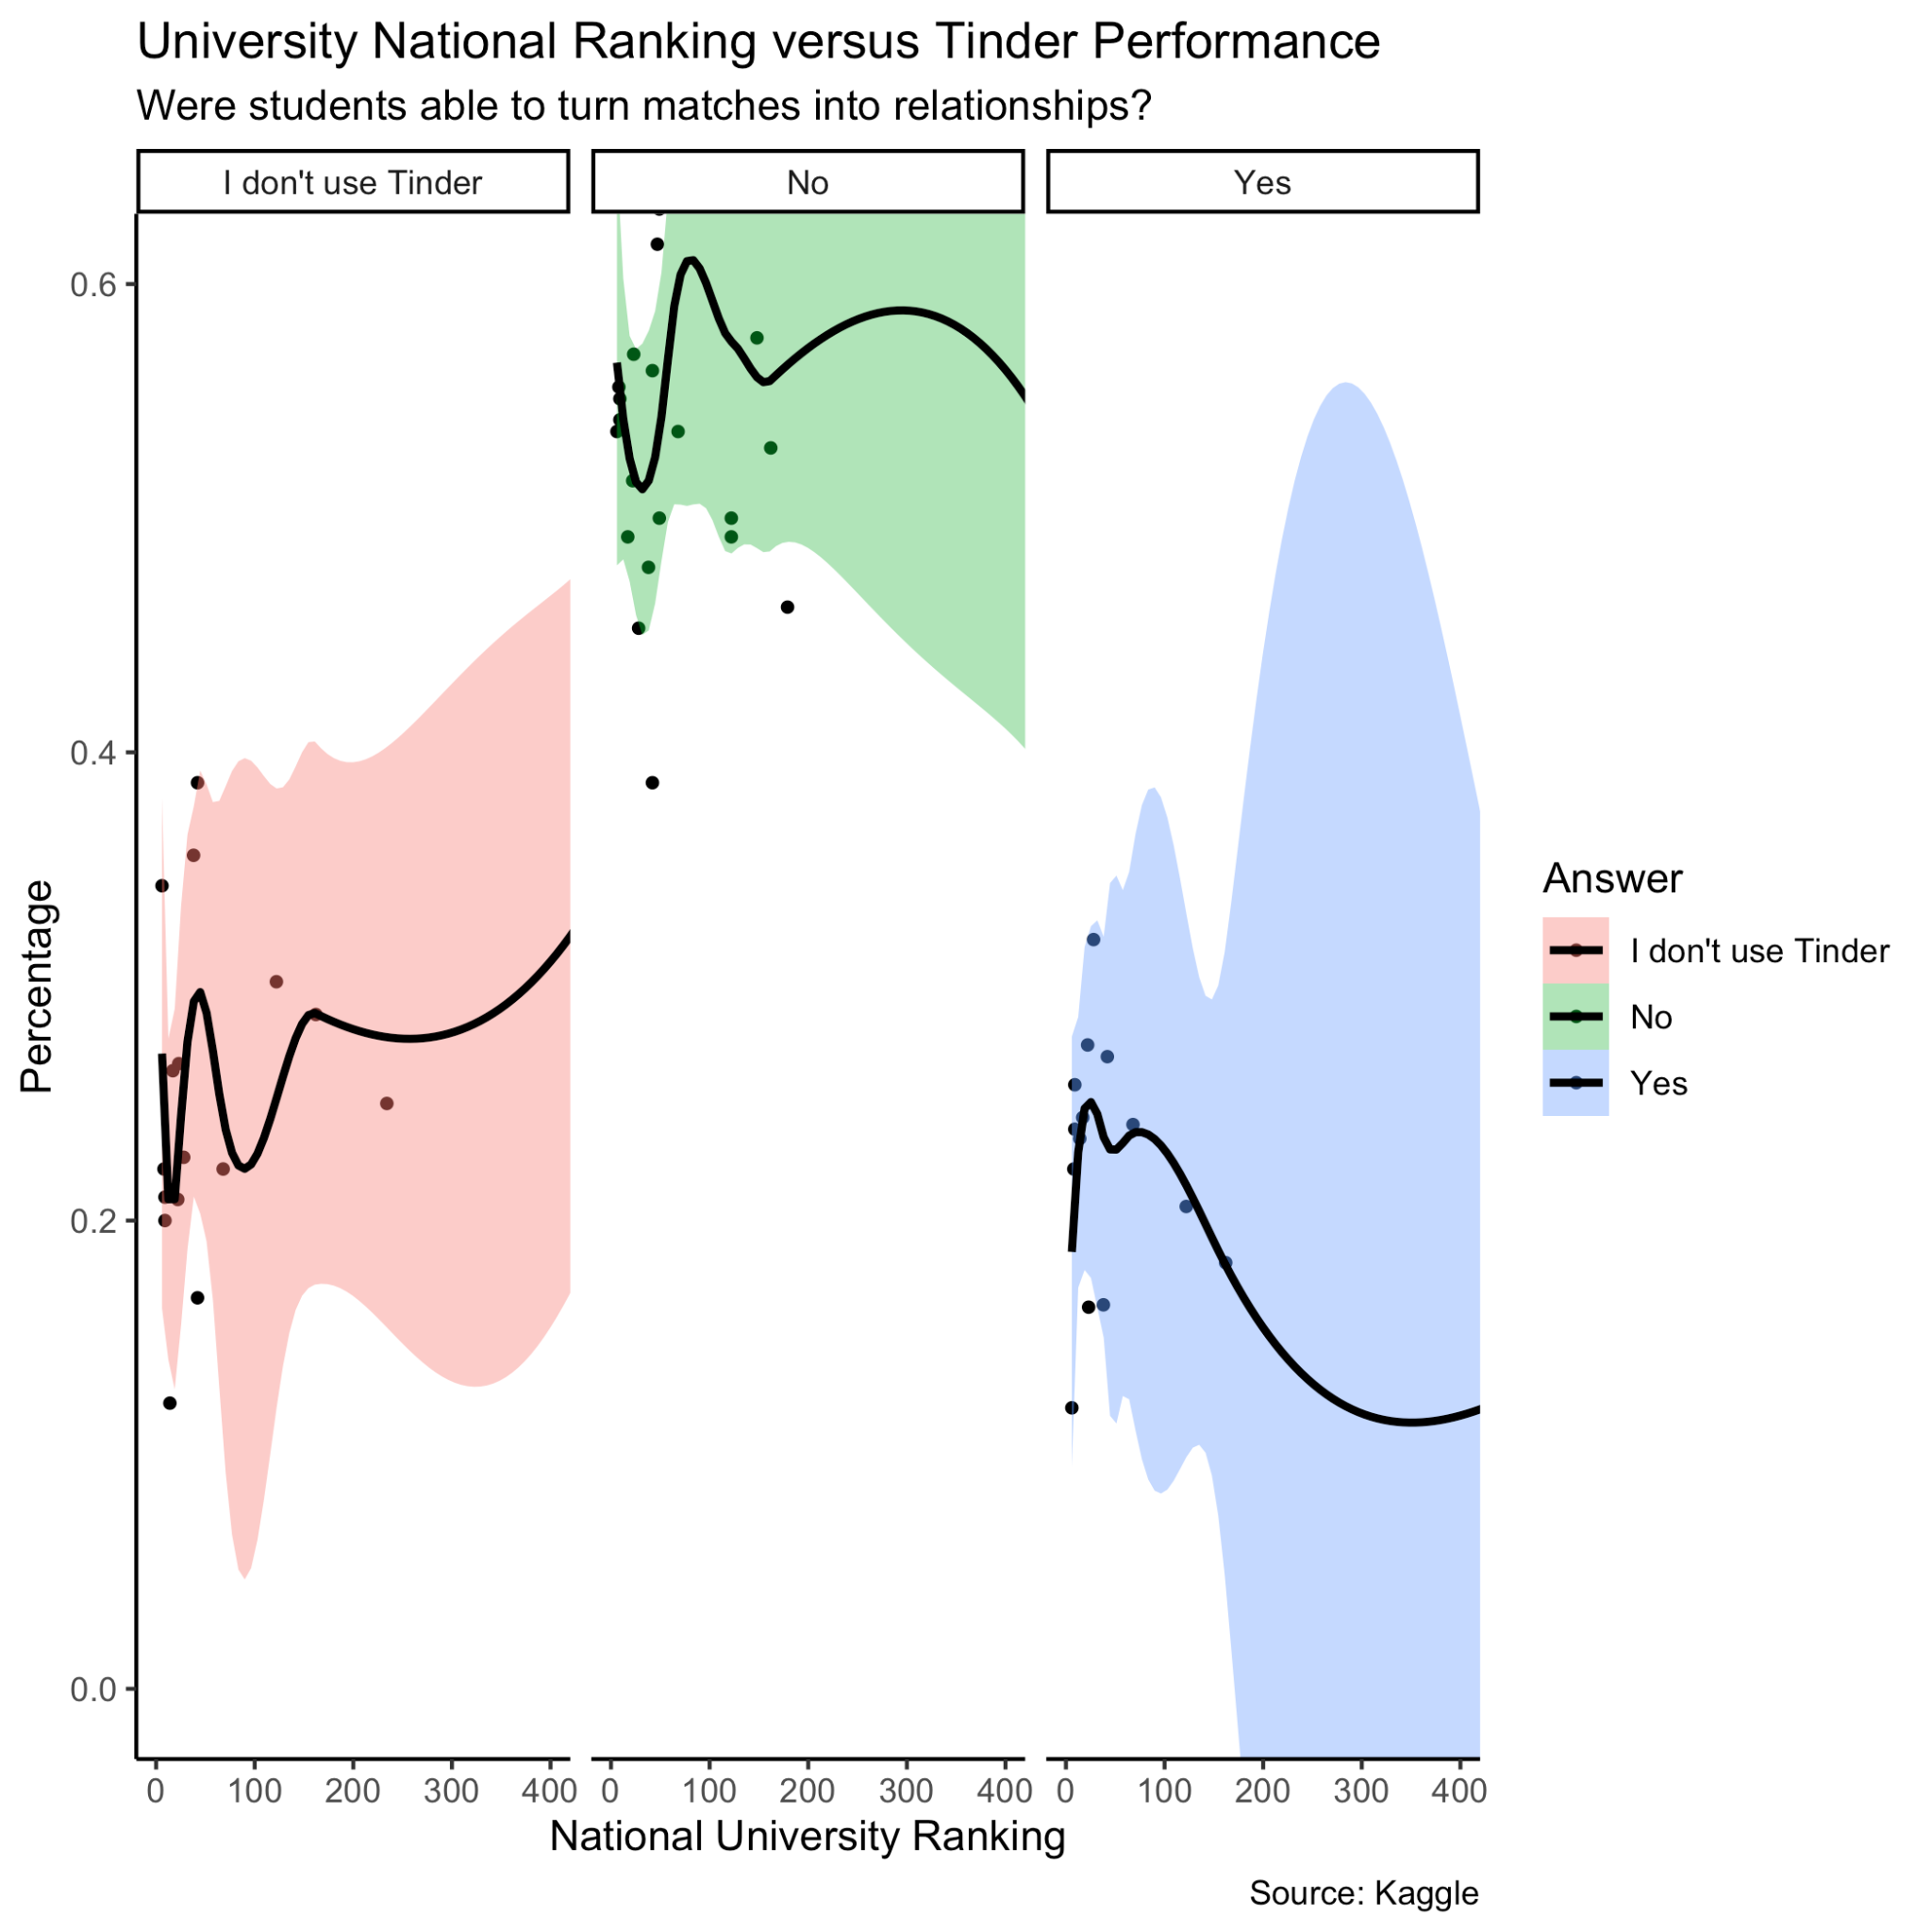 University National Ranking versus Tinder Performance
Were students able to turn matches into relationships?
I don't use Tinder
No
Yes
0.6
0.4
0.2
0.0
Percentage
0 100 200 300 400
0 100 200 300 400
0 100 200 300 400
National University Ranking
Answer
I don't use Tinder
No
Yes
Source: Kaggle